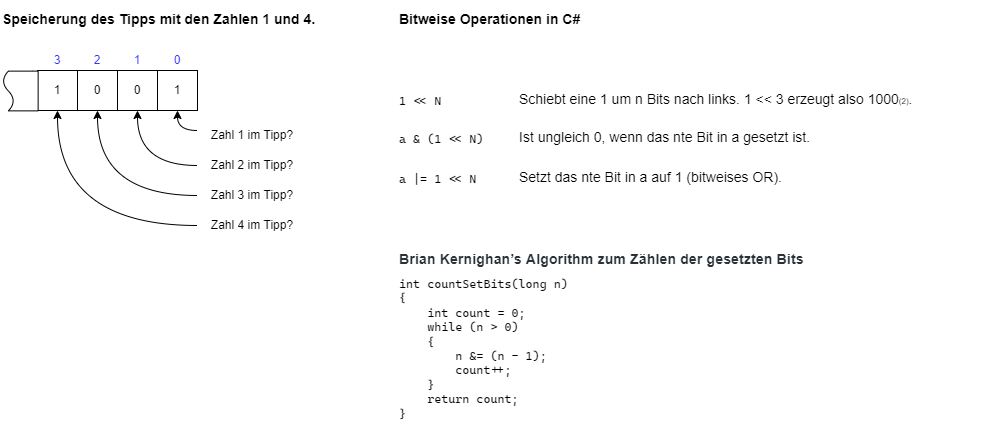 Speicherung des Tipps mit den Zahlen 1 und 4.
3 2 1 0
1 0 0 1
Zahl 1 im Tipp?
Zahl 2 im Tipp?
Zahl 3 im Tipp?
Zahl 4 im Tipp?
Bitweise Operationen in C#
1 << N Schiebt eine 1 um n Bits nach links. 1 << 3 erzeugt also 1000(2).
a & (1 << N) Ist ungleich 0, wenn das nte Bit in a gesetzt ist.
a |= 1 << N Setzt das nte Bit in a auf 1 (bitweises OR).
Brian Kernighan’s Algorithm zum Zählen der gesetzten Bits
int countSetBits(long n)
{
    int count = 0;
    while (n > 0)
    {
        n &= (n - 1);
        count++;
    }
    return count;
}